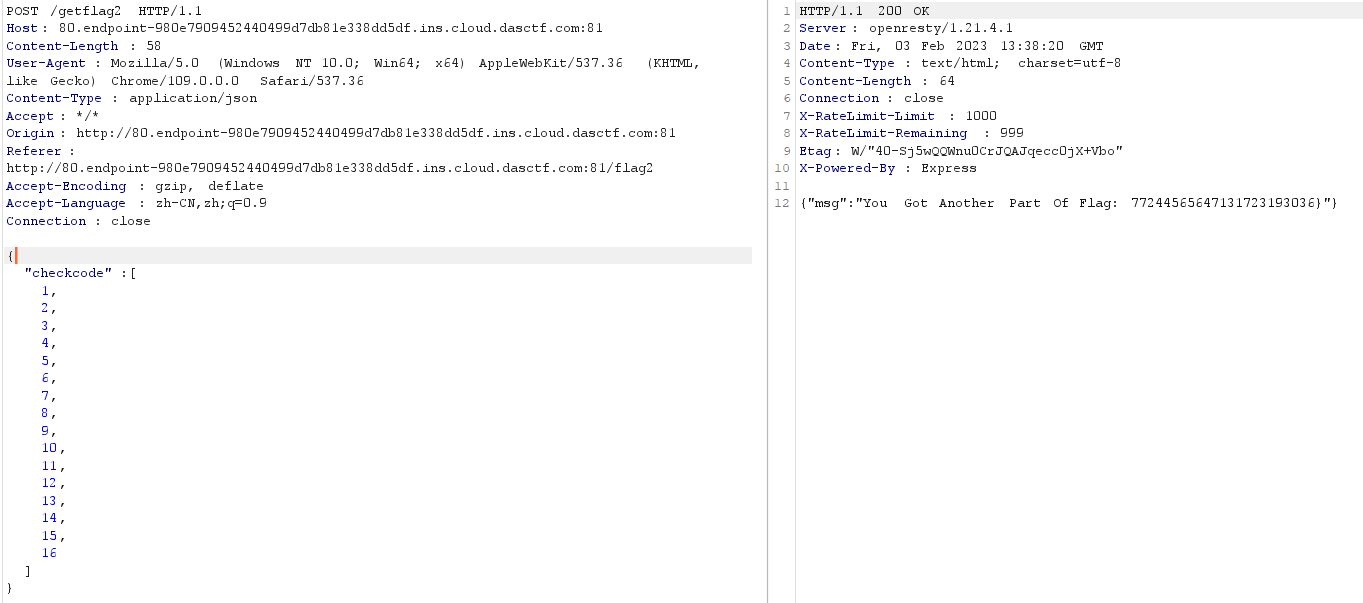 POST /getflag2 HTTP/1.1
Host: 80.endpoint-980e7909452440499d7db81e338dd5df.ins.cloud.dasctf.com:81
Content-Length : 58
User-Agent : Mozilla/5.0 (Windows NT 10.0; Win64; x64) AppleWebKit/537.36 (KHTML,
like Gecko) Chrome/109.0.0.0 Safari/537.36
Content-Type : application/json
Accept : */*
Origin : http://80.endpoint-980e7909452440499d7db81e338dd5df.ins.cloud.dasctf.com:81
Referer :
http://80.endpoint-980e7909452440499d7db81e338dd5df.ins.cloud.dasctf.com:81/flag2
Accept-Encoding : gzip, deflate
Accept-Language : zh-CN,zh;q=0.9
Connection : close
{
"checkcode" :[
1,
2,
3,
4,
5,
6,
7,
8,
9,
10,
11,
12,
13,
14,
15,
16
]
}
1 HTTP/1.1 200 OK
2 Server : openresty/1.21.4.1
3 Date : Fri, 03 Feb 2023 13:38:20 GMT
4 Content-Type : text/html; charset=utf-8
5 Content-Length : 64
6 Connection : close
7 X-RateLimit-Limit : 1000
8 X-RateLimit-Remaining : 999
9 Etag : W/"40-Sj5wQQWnu0CrJQAJqecc0jX+Vbo"
10 X-Powered-By : Express
11
12 {"msg":"You Got Another Part Of Flag: 77244565647131723193036}"}